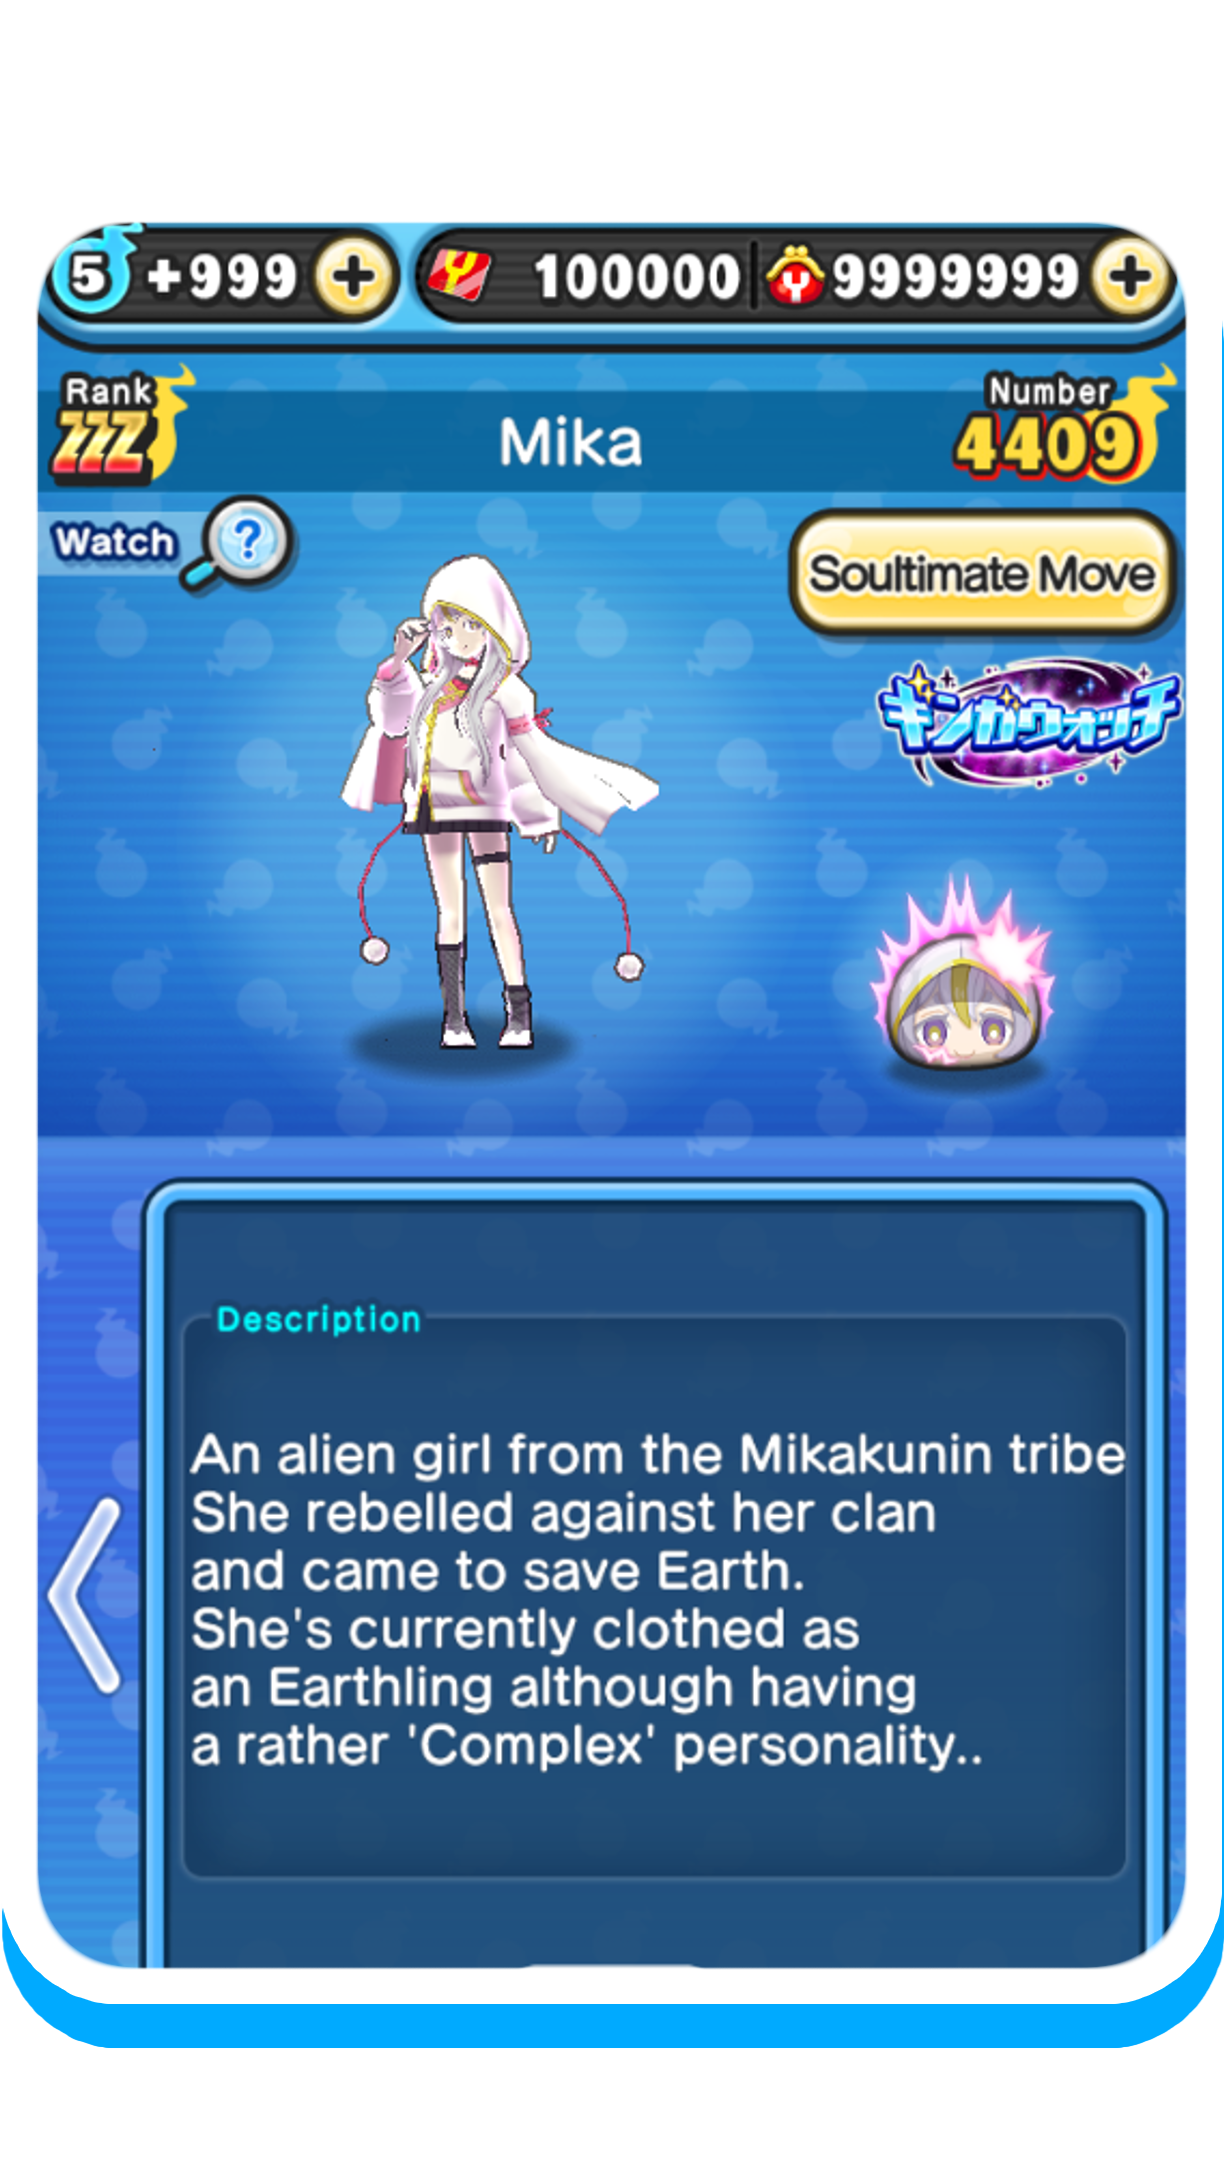 5 +999 + 100000 9999999 +
Rank
ZZZ
Mika
Number
4409
Watch ?
Soultimate Move
ギンガウォッチ
Description
An alien girl from the Mikakunin tribe
She rebelled against her clan
and came to save Earth.
She's currently clothed as
an Earthling although having
a rather 'Complex' personality..